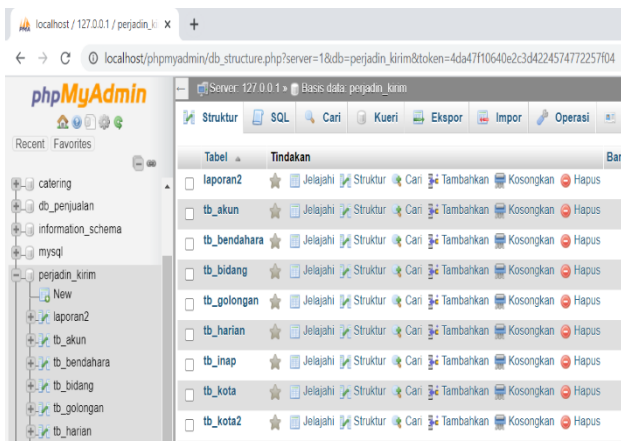 localhost / 127.0.0.1 / perjadin_ki
localhost/phpmyadmin/db_structure.php?server=1&db=perjadin_kirim&token=4da47f10640e2c3d4224574772257f04
phpMyAdmin
Recent Favorites
catering
db_penjualan
information_schema
mysql
perjadin_kirim
New
laporan2
tb_akun
tb_bendahara
tb_bidang
tb_golongan
tb_harian
Server: 127.0.0.1 » Basis data: perjadin_kirim
Struktur SQL Cari Kueri Ekspor Impor Operasi
Tabel Tindakan Bar
laporan2 Jelajahi Struktur Cari Tambahkan Kosongkan Hapus
tb_akun Jelajahi Struktur Cari Tambahkan Kosongkan Hapus
tb_bendahara Jelajahi Struktur Cari Tambahkan Kosongkan Hapus
tb_bidang Jelajahi Struktur Cari Tambahkan Kosongkan Hapus
tb_golongan Jelajahi Struktur Cari Tambahkan Kosongkan Hapus
tb_harian Jelajahi Struktur Cari Tambahkan Kosongkan Hapus
tb_inap Jelajahi Struktur Cari Tambahkan Kosongkan Hapus
tb_kota Jelajahi Struktur Cari Tambahkan Kosongkan Hapus
tb_kota2 Jelajahi Struktur Cari Tambahkan Kosongkan Hapus